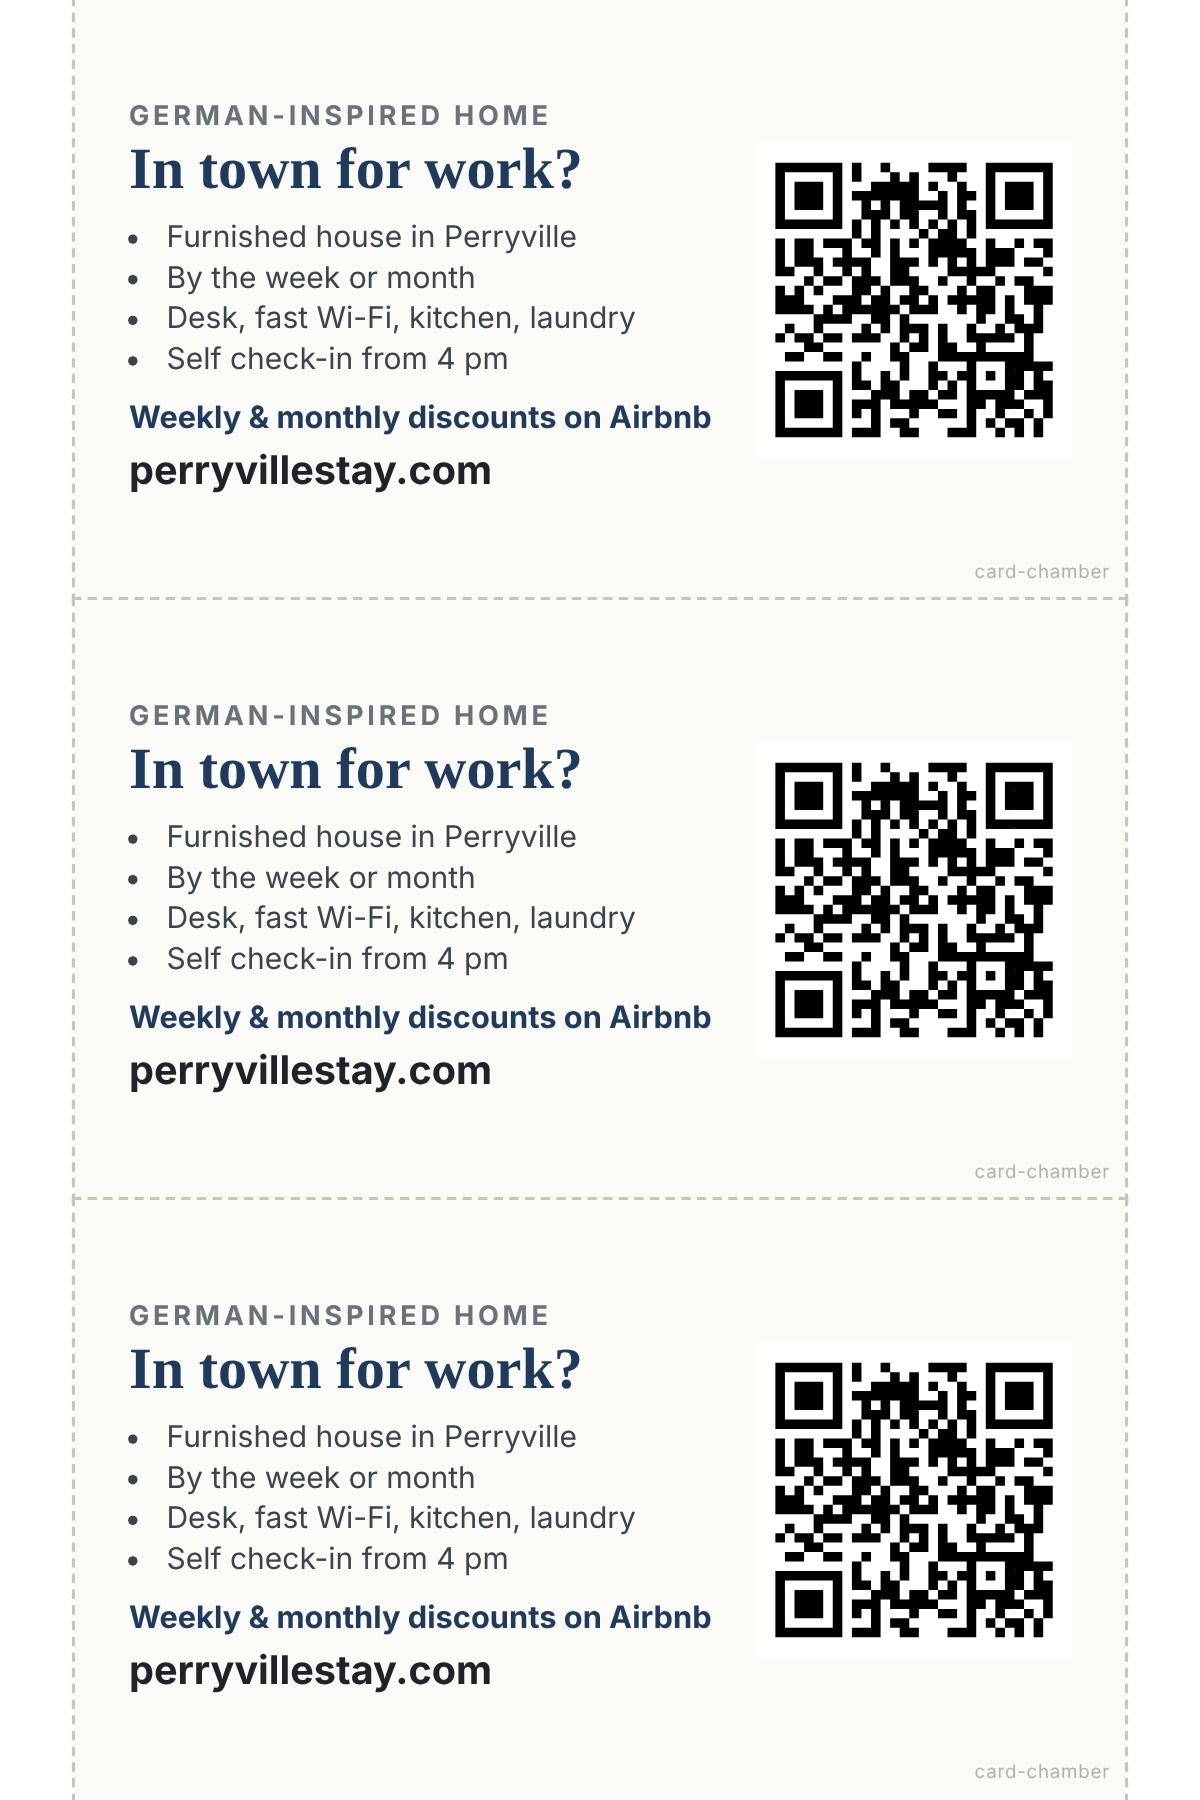 GERMAN-INSPIRED HOME
In town for work?
• Furnished house in Perryville
• By the week or month
• Desk, fast Wi-Fi, kitchen, laundry
• Self check-in from 4 pm
Weekly & monthly discounts on Airbnb
perryvillestay.com
card-chamber
GERMAN-INSPIRED HOME
In town for work?
• Furnished house in Perryville
• By the week or month
• Desk, fast Wi-Fi, kitchen, laundry
• Self check-in from 4 pm
Weekly & monthly discounts on Airbnb
perryvillestay.com
card-chamber
GERMAN-INSPIRED HOME
In town for work?
• Furnished house in Perryville
• By the week or month
• Desk, fast Wi-Fi, kitchen, laundry
• Self check-in from 4 pm
Weekly & monthly discounts on Airbnb
perryvillestay.com
card-chamber